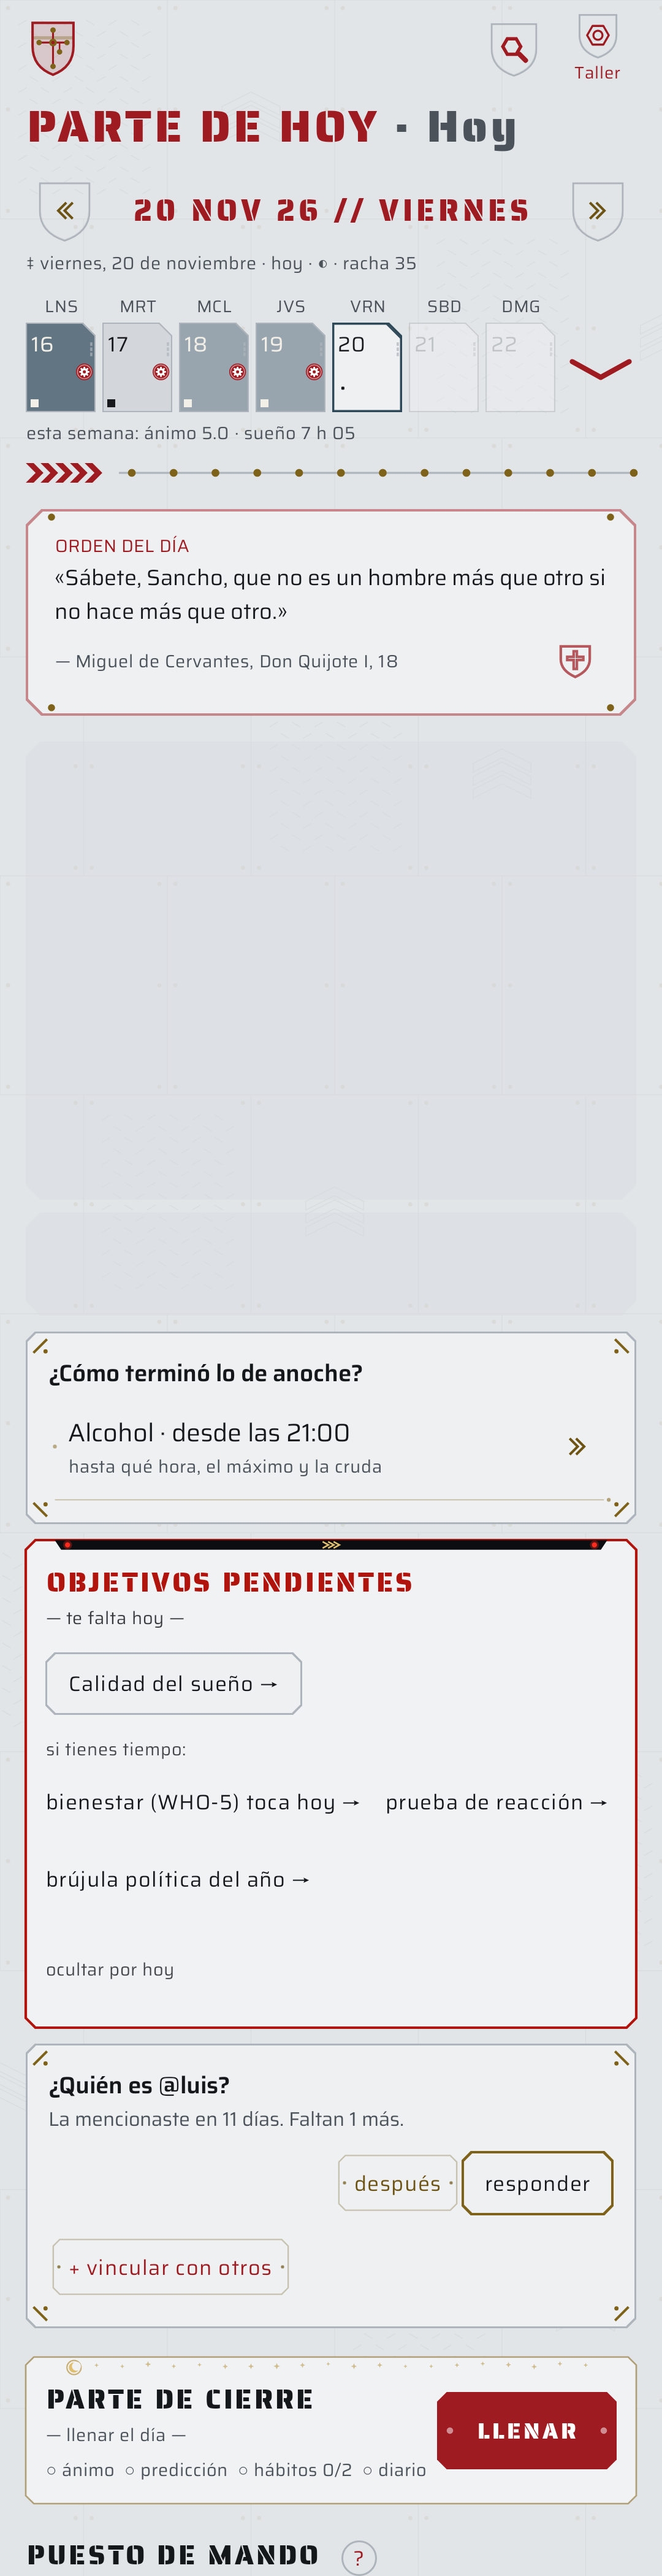 Taller
PARTE DE HOY · Hoy
« 20 NOV 26 // VIERNES »
‡ viernes, 20 de noviembre · hoy · ◐ · racha 35
LNS MRT MCL JVS VRN SBD DMG
16 17 18 19 20 21 22
esta semana: ánimo 5.0 · sueño 7 h 05
ORDEN DEL DÍA
«Sábete, Sancho, que no es un hombre más que otro si
no hace más que otro.»
— Miguel de Cervantes, Don Quijote I, 18
¿Cómo terminó lo de anoche?
Alcohol · desde las 21:00
hasta qué hora, el máximo y la cruda
OBJETIVOS PENDIENTES
— te falta hoy —
Calidad del sueño →
si tienes tiempo:
bienestar (WHO-5) toca hoy → prueba de reacción →
brújula política del año →
ocultar por hoy
¿Quién es @luis?
La mencionaste en 11 días. Faltan 1 más.
después responder
+ vincular con otros
PARTE DE CIERRE
— llenar el día —
LLENAR
○ ánimo ○ predicción ○ hábitos 0/2 ○ diario
PUESTO DE MANDO ?